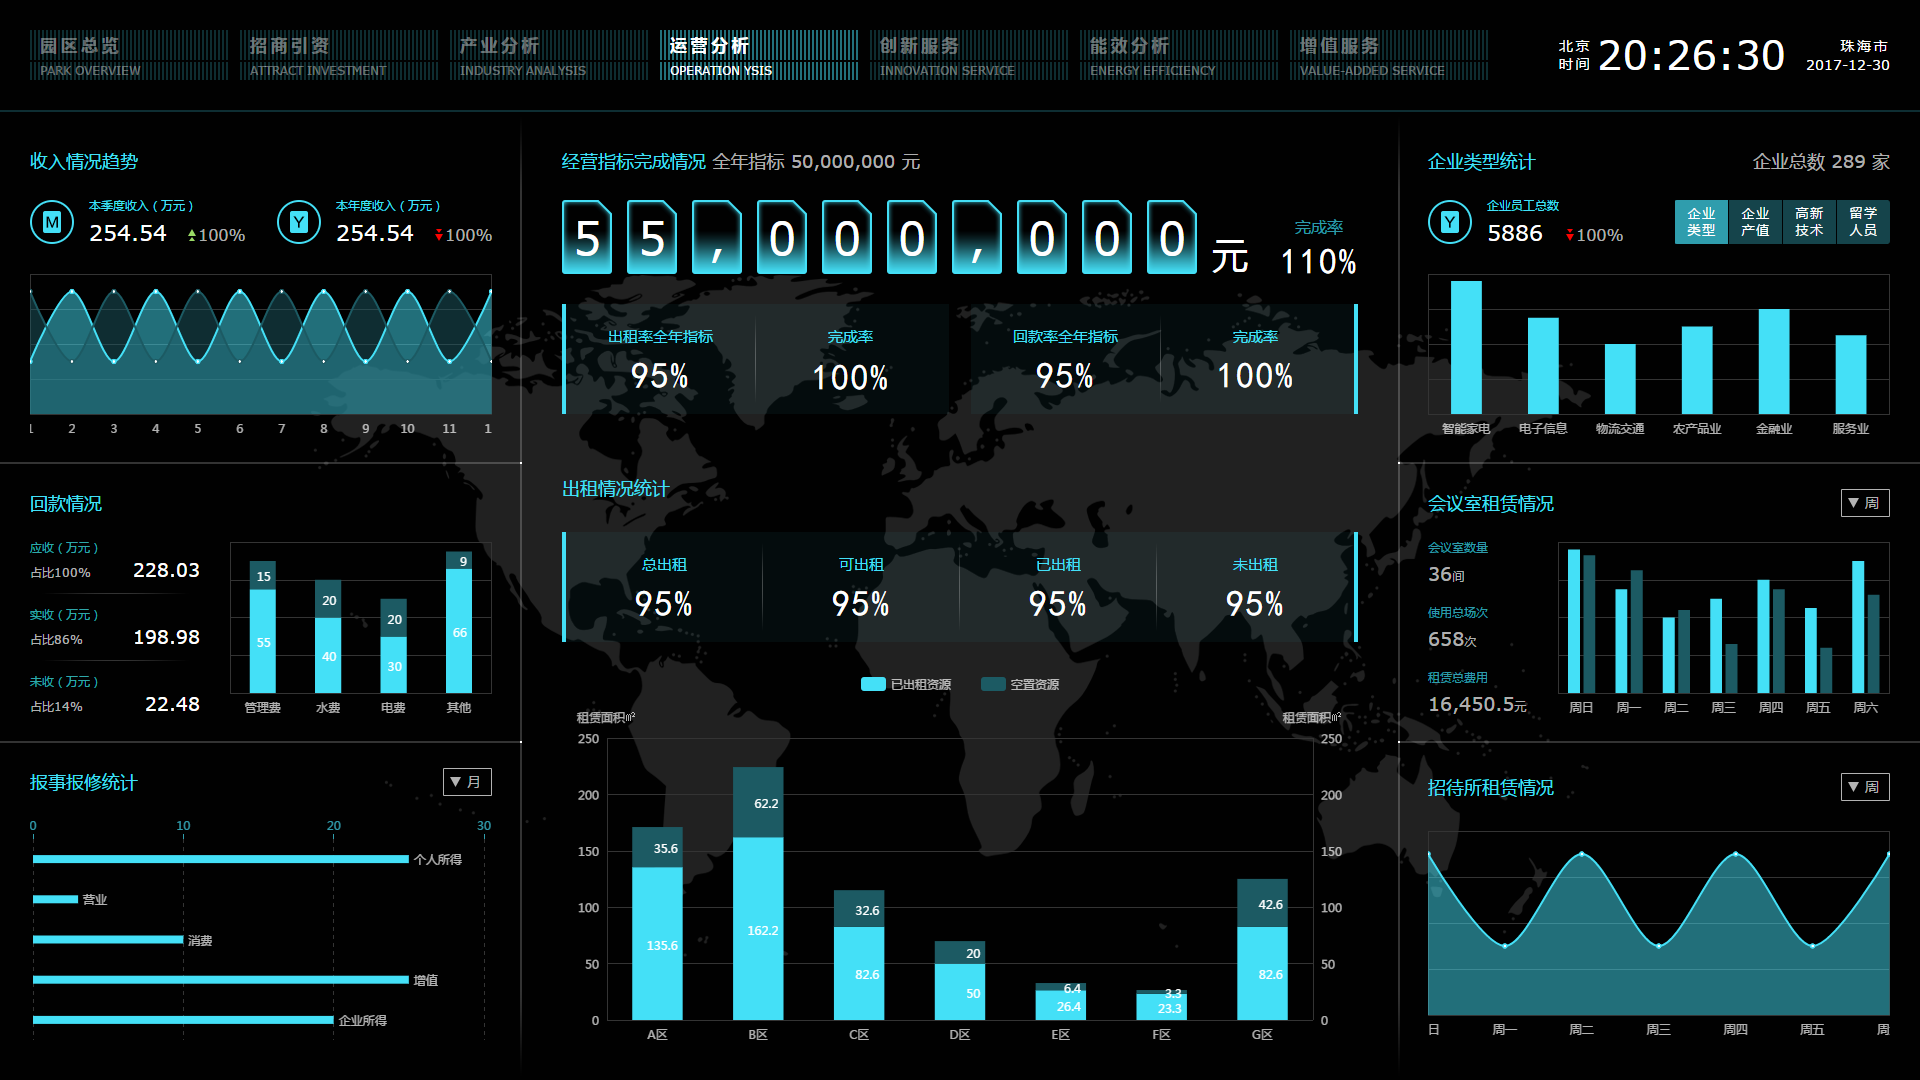 园区总览
PARK OVERVIEW
招商引资
ATTRACT INVESTMENT
产业分析
INDUSTRY ANALYSIS
运营分析
OPERATION YSIS
创新服务
INNOVATION SERVICE
能效分析
ENERGY EFFICIENCY
增值服务
VALUE-ADDED SERVICE
北京
时间
20:26:30
珠海市
2017-12-30
收入情况趋势
M
本季度收入（万元）
254.54
100%
Y
本年度收入（万元）
254.54
100%
1 2 3 4 5 6 7 8 9 10 11 1
回款情况
应收（万元）
占比100%
228.03
实收（万元）
占比86%
198.98
未收（万元）
占比14%
22.48
15 20 20 9
55 40 30 66
管理费 水费 电费 其他
报事报修统计
▼ 月
0 10 20 30
个人所得
营业
消费
增值
企业所得
经营指标完成情况 全年指标 50,000,000 元
55,000,000 元
完成率
110%
出租率全年指标
95%
完成率
100%
回款率全年指标
95%
完成率
100%
出租情况统计
总出租
95%
可出租
95%
已出租
95%
未出租
95%
已出租资源 空置资源
租赁面积㎡ 租赁面积㎡
250 250
200 200
150 150
100 100
50 50
0 0
35.6 62.2 32.6 20 6.4 3.3 42.6
135.6 162.2 82.6 50 26.4 23.3 82.6
A区 B区 C区 D区 E区 F区 G区
企业类型统计
企业总数 289 家
Y
企业员工总数
5886
100%
企业
类型
企业
产值
高新
技术
留学
人员
智能家电 电子信息 物流交通 农产品业 金融业 服务业
会议室租赁情况
▼ 周
会议室数量
36间
使用总场次
658次
租赁总费用
16,450.5元
周日 周一 周二 周三 周四 周五 周六
招待所租赁情况
▼ 周
日 周一 周二 周三 周四 周五 周